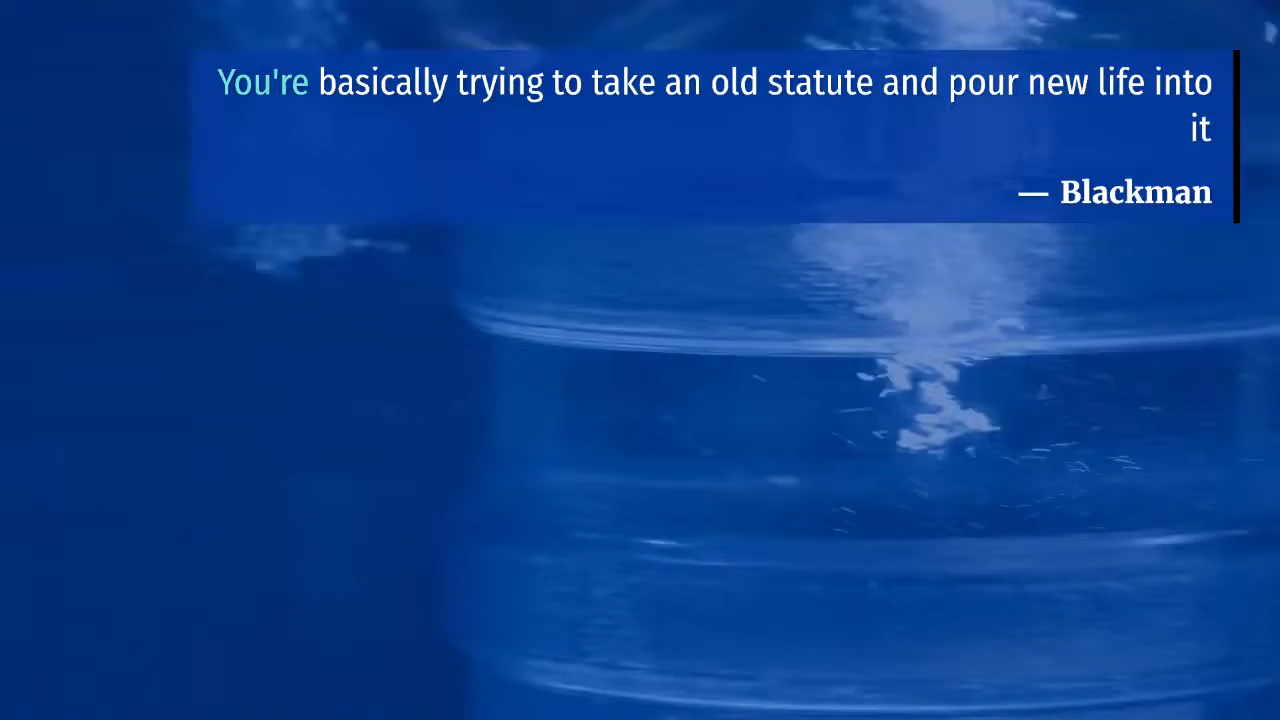 You're basically trying to take an old statute and pour new life into
it
— Blackman